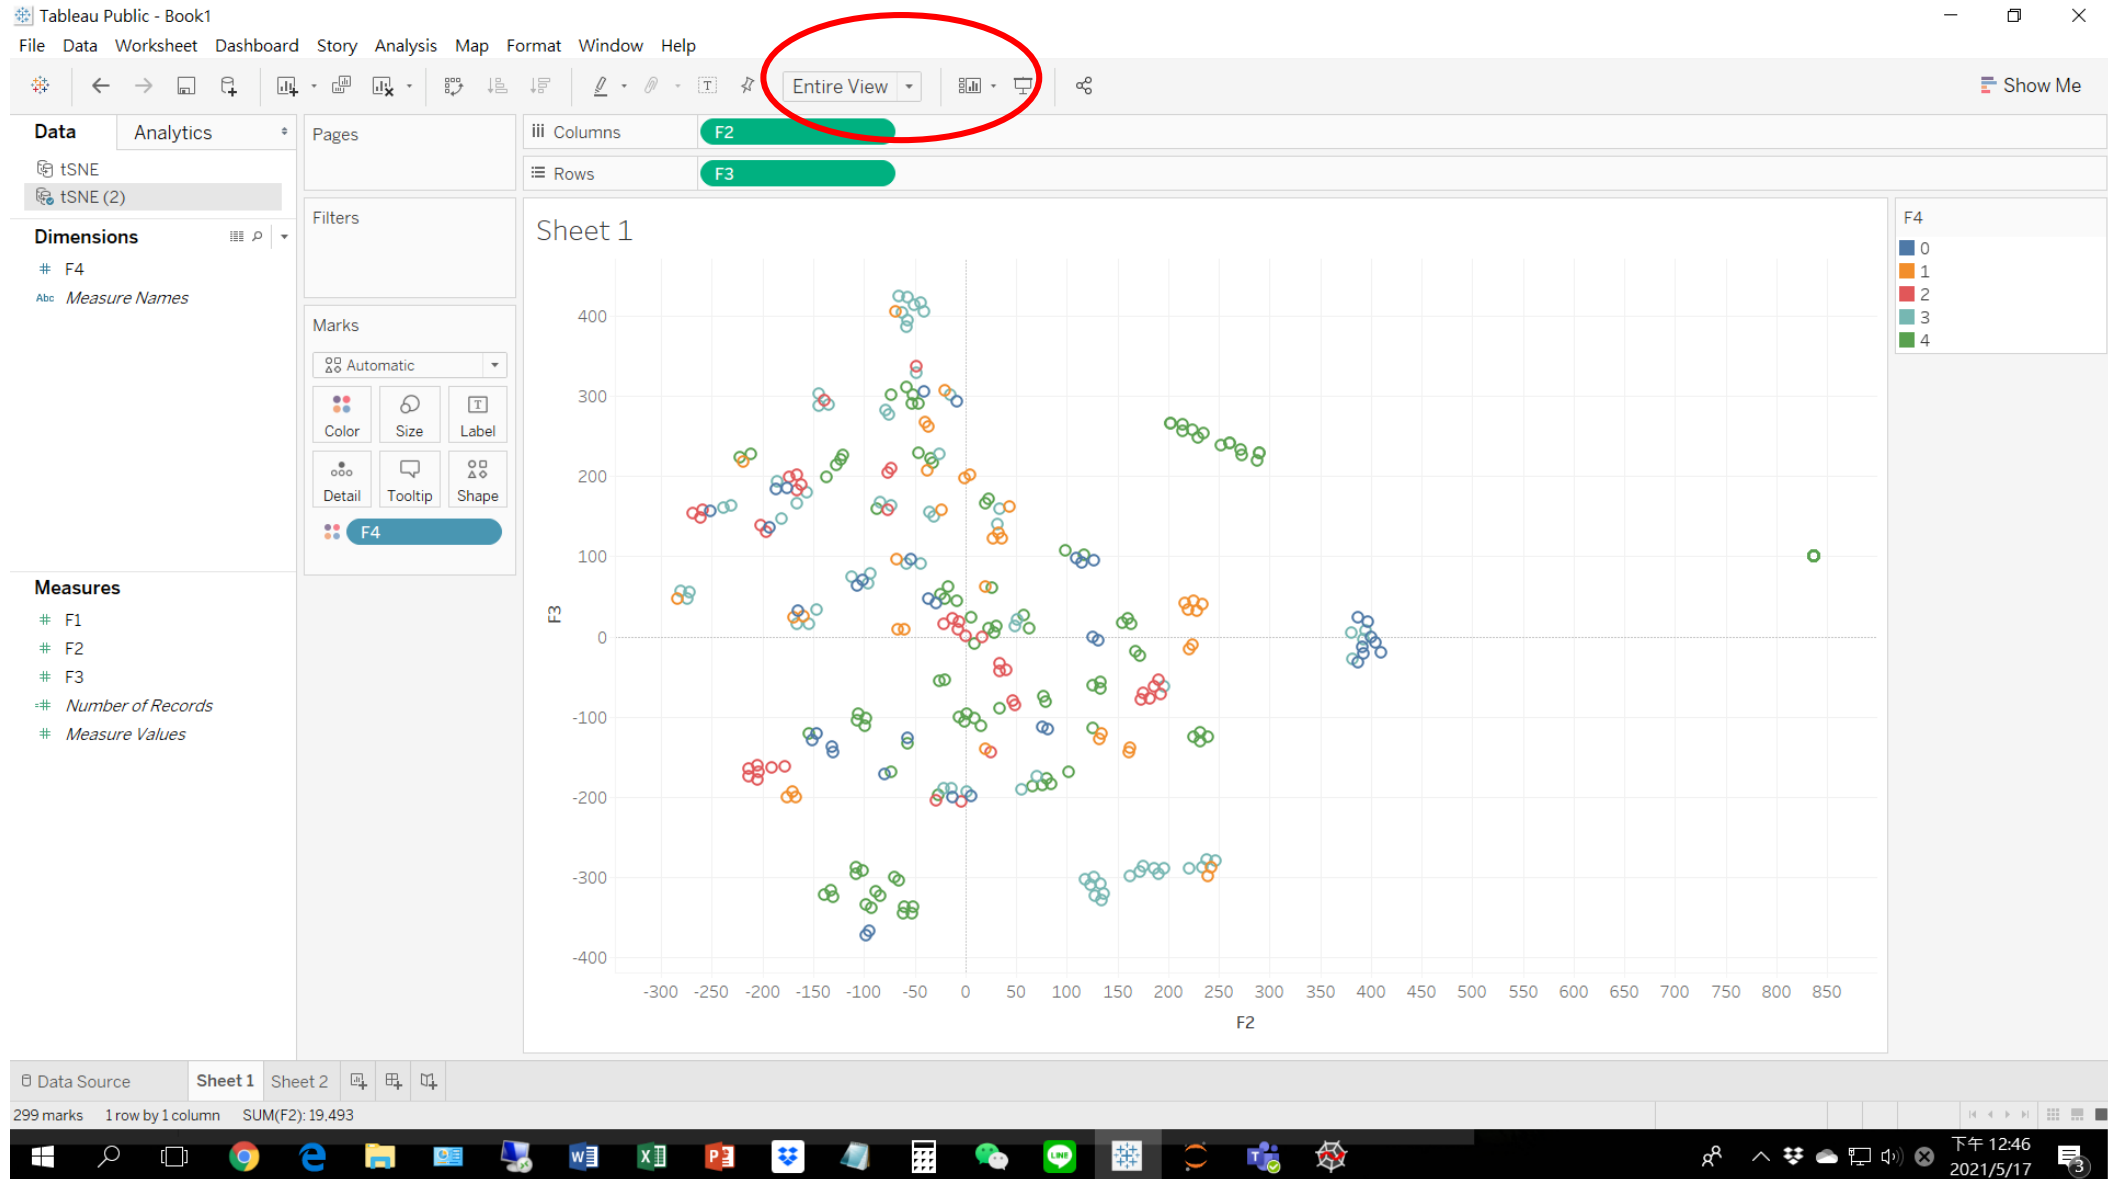 Tableau Public - Book1
File Data Worksheet Dashboard Story Analysis Map Format Window Help
Entire View
Show Me
Data Analytics
tSNE
tSNE (2)
Dimensions
# F4
Abc Measure Names
Measures
# F1
# F2
# F3
=# Number of Records
# Measure Values
Pages
Filters
Marks
Automatic
Color Size Label
Detail Tooltip Shape
F4
iii Columns F2
Rows F3
Sheet 1
400
300
200
100
0
-100
-200
-300
-400
F3
-300 -250 -200 -150 -100 -50 0 50 100 150 200 250 300 350 400 450 500 550 600 650 700 750 800 850
F2
F4
0
1
2
3
4
Data Source Sheet 1 Sheet 2
299 marks 1 row by 1 column SUM(F2): 19.493
下午 12:46
2021/5/17
3